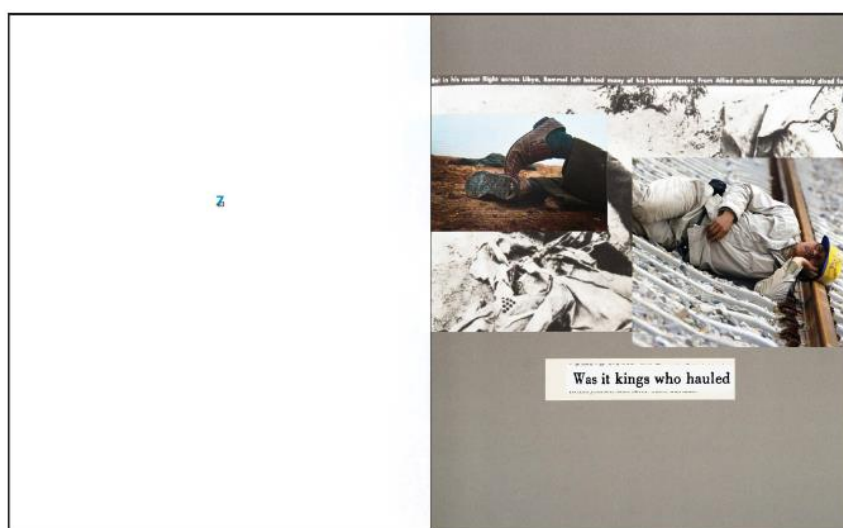 But in his recent flight across Libya, Rommel left behind many of his battered forces. From Allied attack this German vainly dived
Was it kings who hauled